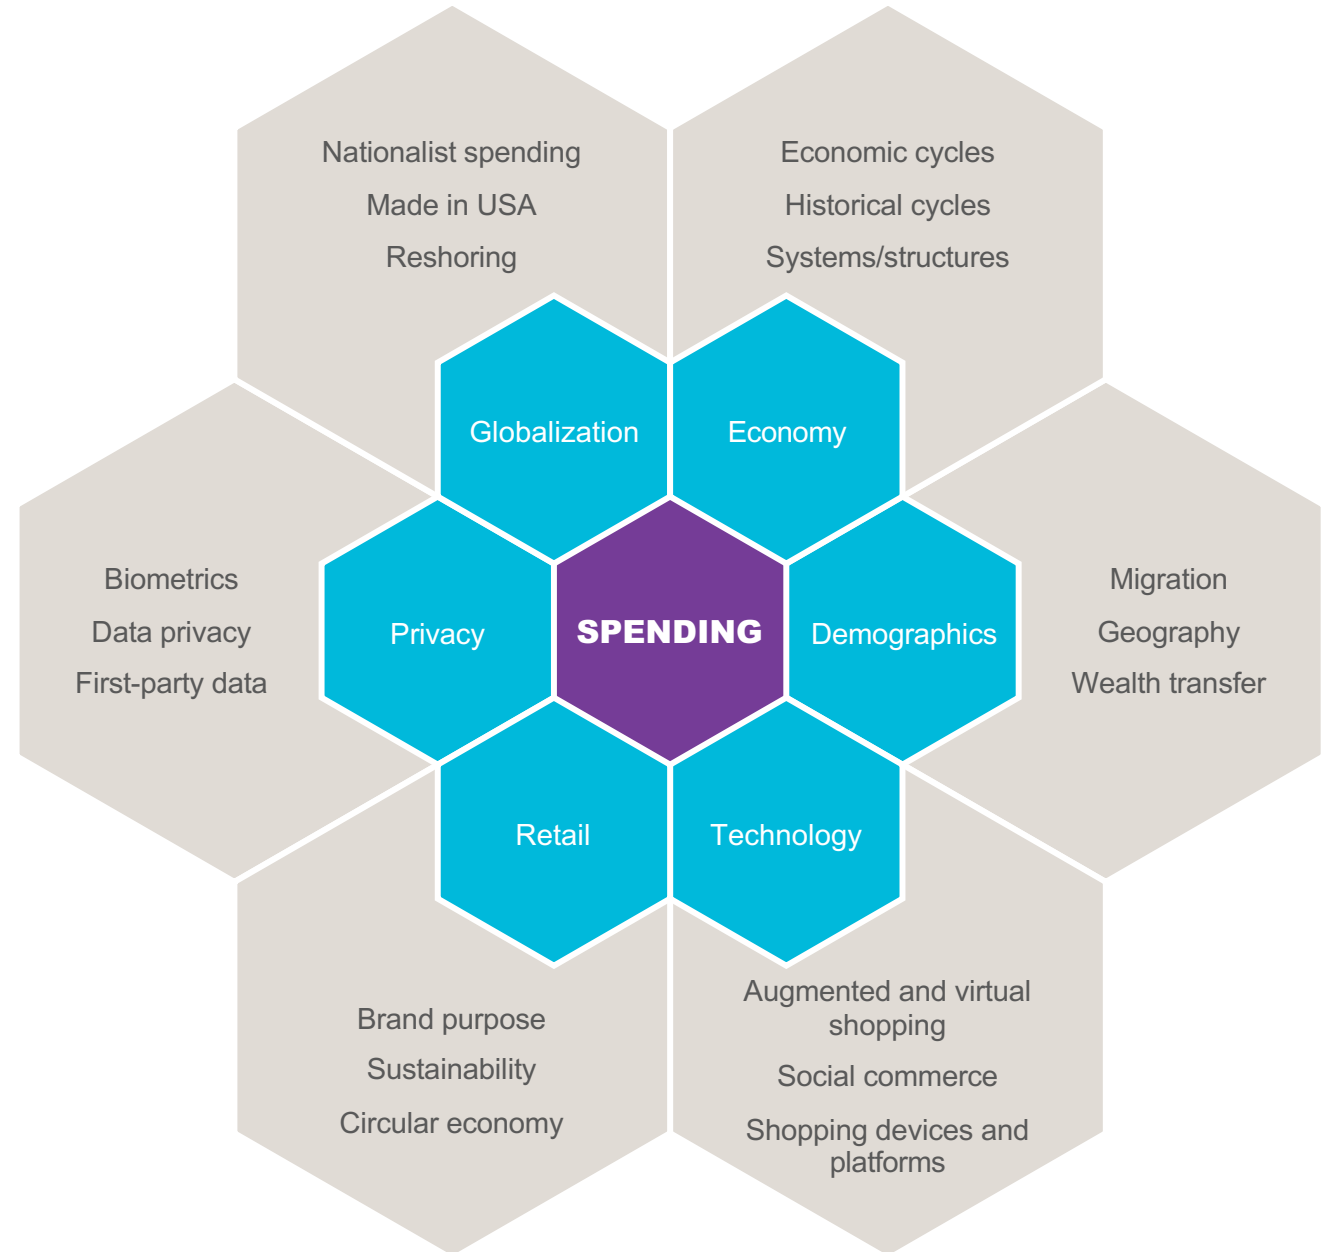 Nationalist spending
Made in USA
Reshoring
Economic cycles
Historical cycles
Systems/structures
Globalization
Economy
Biometrics
Data privacy
First-party data
Privacy
SPENDING
Demographics
Migration
Geography
Wealth transfer
Retail
Technology
Brand purpose
Sustainability
Circular economy
Augmented and virtual
shopping
Social commerce
Shopping devices and
platforms